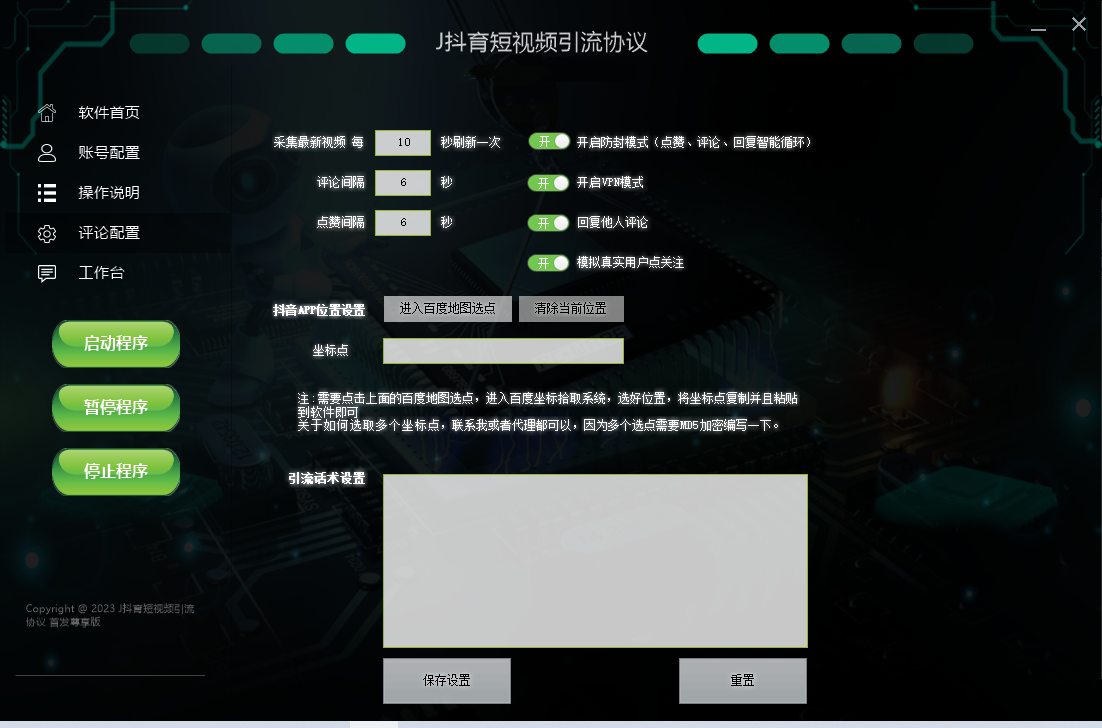 J抖音短视频引流协议
软件首页
账号配置
操作说明
评论配置
工作台
启动程序
暂停程序
停止程序
Copyright @ 2023 J抖音短视频引流
协议 首发尊享版
采集最新视频 每 10 秒刷新一次
开 开启防封模式（点赞、评论、回复智能循环）
评论间隔 6 秒
开 开启VPN模式
点赞间隔 6 秒
开 回复他人评论
开 模拟真实用户点关注
抖音APP位置设置 进入百度地图选点 清除当前位置
坐标点
注:需要点击上面的百度地图选点，进入百度坐标拾取系统，选好位置，将坐标点复制并且粘贴
到软件即可
关于如何选取多个坐标点，联系我或者代理都可以，因为多个选点需要MD5加密编写一下。
引流话术设置
保存设置 重置